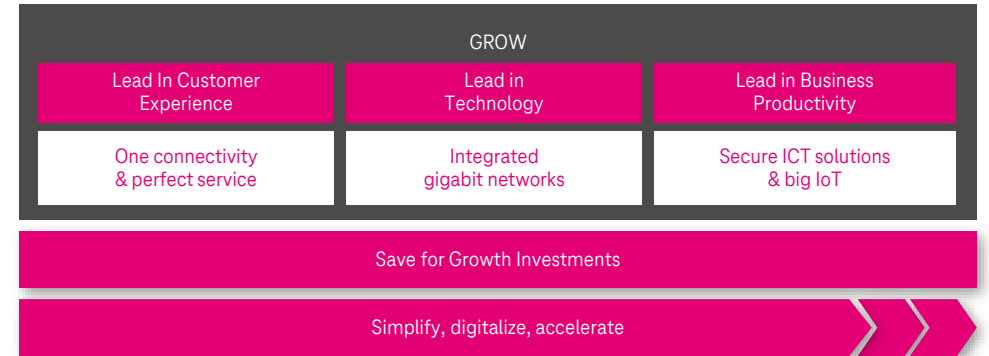 GROW
Lead In Customer
Experience
Lead in
Technology
Lead in Business
Productivity
One connectivity
& perfect service
Integrated
gigabit networks
Secure ICT solutions
& big IoT
Save for Growth Investments
Simplify, digitalize, accelerate